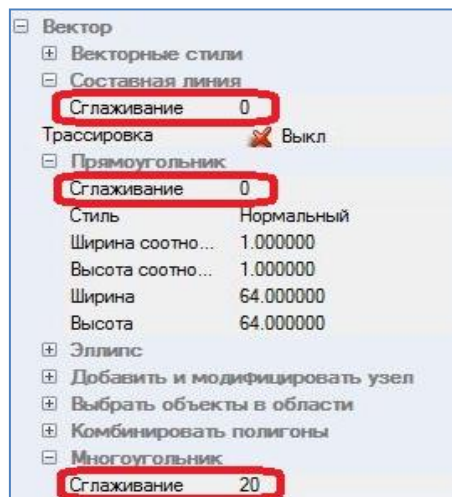 Вектор
Векторные стили
Составная линия
Сглаживание 0
Трассировка Выкл
Прямоугольник
Сглаживание 0
Стиль Нормальный
Ширина соотно... 1.000000
Высота соотно... 1.000000
Ширина 64.000000
Высота 64.000000
Эллипс
Добавить и модифицировать узел
Выбрать объекты в области
Комбинировать полигоны
Многоугольник
Сглаживание 20